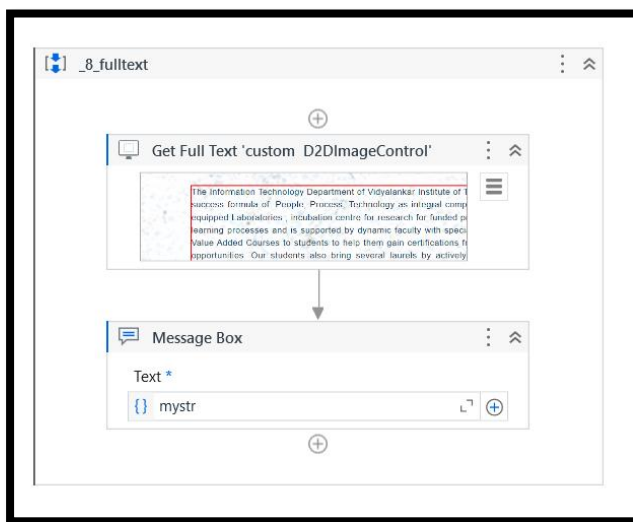 _8_fulltext
Get Full Text 'custom D2DImageControl'
The Information Technology Department of Vidyalankar Institute of T
success formula of People, Process, Technology as integral comp
equipped Laboratories , incubation centre for research for funded p
learning processes and is supported by dynamic faculty with speci
Value Added Courses to students to help them gain certifications f
opportunities Our students also bring several laurels by actively
Message Box
Text *
{} mystr